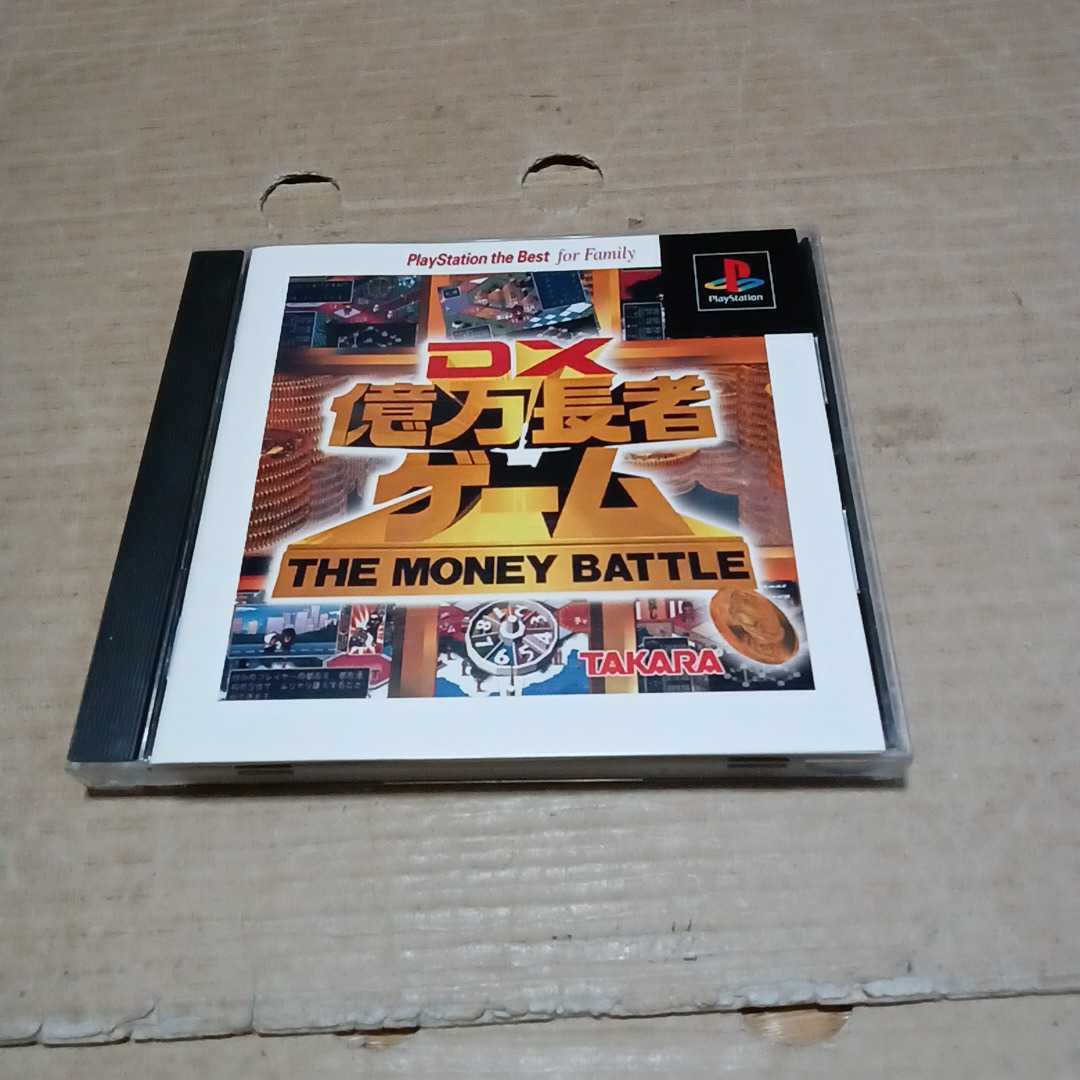 PlayStation the Best for Family
PlayStation
DX
億万長者
ゲーム
THE MONEY BATTLE
TAKARA